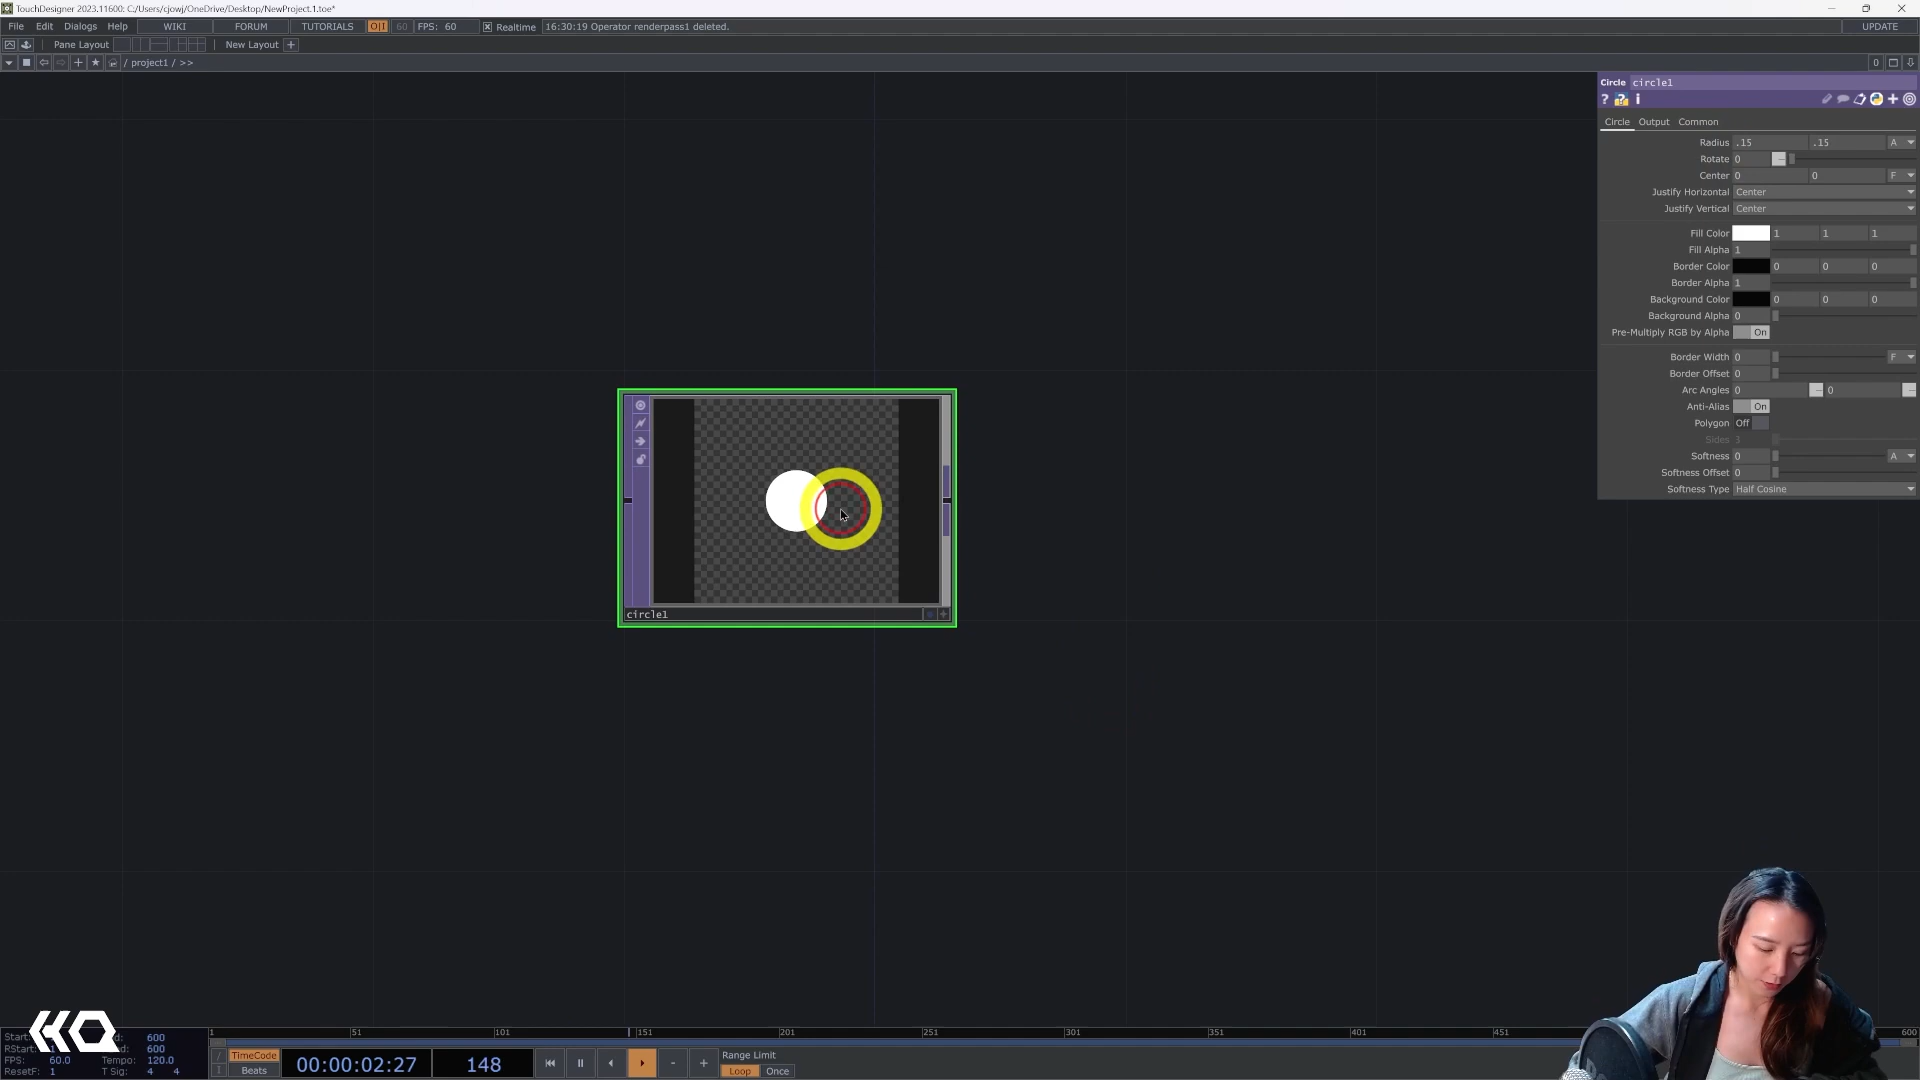 TouchDesigner 2023.11600: C:/Users/cjowj/OneDrive/Desktop/NewProject.1.toe*
File Edit Dialogs Help WIKI FORUM TUTORIALS O|I 60 FPS: 60 Realtime 16:30:19 Operator renderpass1 deleted. UPDATE
Pane Layout New Layout +
/ project1 / >> 0
Circle circle1
? ? i
Circle Output Common
Radius .15 .15 A
Rotate 0
Center 0 0 F
Justify Horizontal Center
Justify Vertical Center
Fill Color 1 1 1
Fill Alpha 1
Border Color 0 0 0
Border Alpha 1
Background Color 0 0 0
Background Alpha 0
Pre-Multiply RGB by Alpha On
Border Width 0 F
Border Offset 0
Arc Angles 0 0
Anti-Alias On
Polygon Off
Sides 3
Softness 0 A
Softness Offset 0
Softness Type Half Cosine
circle1
1 51 101 151 201 251 301 351 401 451 600
Start: 600
RStart: 600
FPS: 60.0 Tempo: 120.0
ResetF: 1 T Sig: 4 4
TimeCode
Beats
00:00:02:27 148
Range Limit
Loop Once